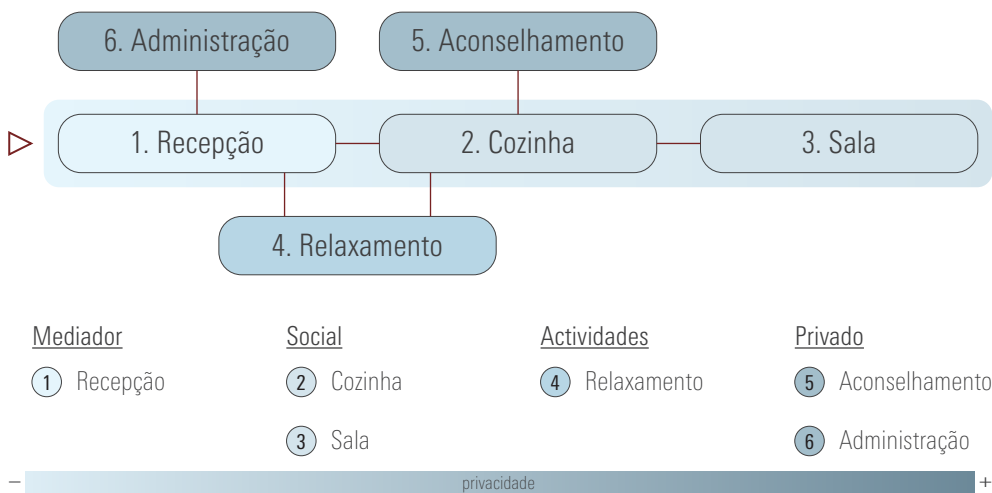 6. Administração
5. Aconselhamento
1. Recepção
2. Cozinha
3. Sala
4. Relaxamento
Mediador
Social
Actividades
Privado
1 Recepção
2 Cozinha
4 Relaxamento
5 Aconselhamento
3 Sala
6 Administração
– privacidade +